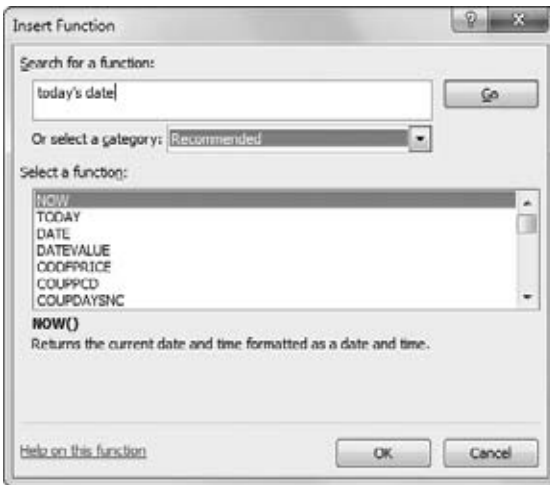 Insert Function
Search for a function:
today's date
Go
Or select a category: Recommended
Select a function:
NOW
TODAY
DATE
DATEVALUE
ODDFPRICE
COUPPCD
COUPDAYSNC
NOW()
Returns the current date and time formatted as a date and time.
Help on this function
OK
Cancel